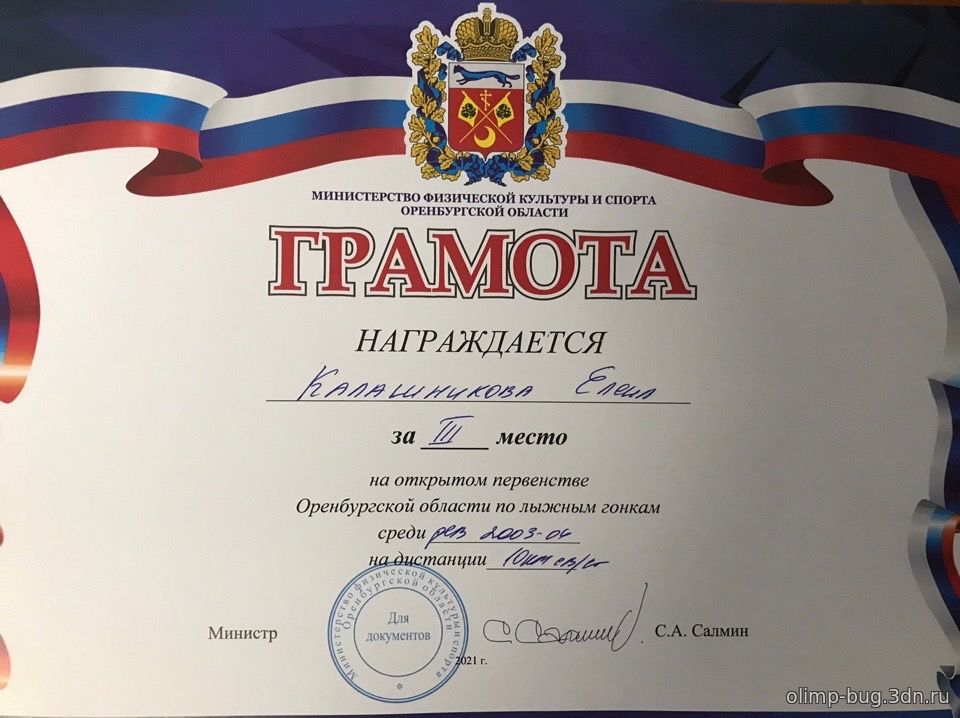 МИНИСТЕРСТВО ФИЗИЧЕСКОЙ КУЛЬТУРЫ И СПОРТА
ОРЕНБУРГСКОЙ ОБЛАСТИ
ГРАМОТА
НАГРАЖДАЕТСЯ
Калашникова Елена
за III место
на открытом первенстве
Оренбургской области по лыжным гонкам
среди дев 2003-04
на дистанции 10км св/ст
Министерство физической культуры и спорта
Оренбургской области
Для
документов
Министр
С.А. Салмин
2021 г.
olimp-bug.3dn.ru